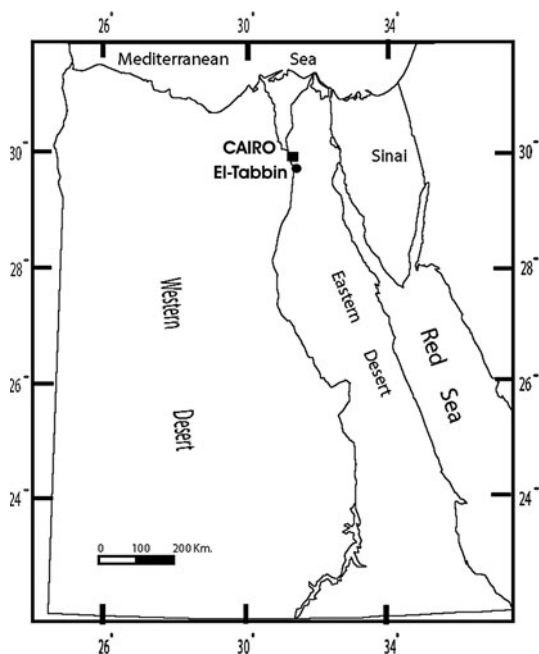 26° 30° 34°
Mediterranean Sea
30° CAIRO Sinai 30°
El-Tabbin
28° 28°
Western
Eastern
Desert
Red
Sea
26° 26°
Desert
24° 24°
0 100 200 Km.
26° 30° 34°